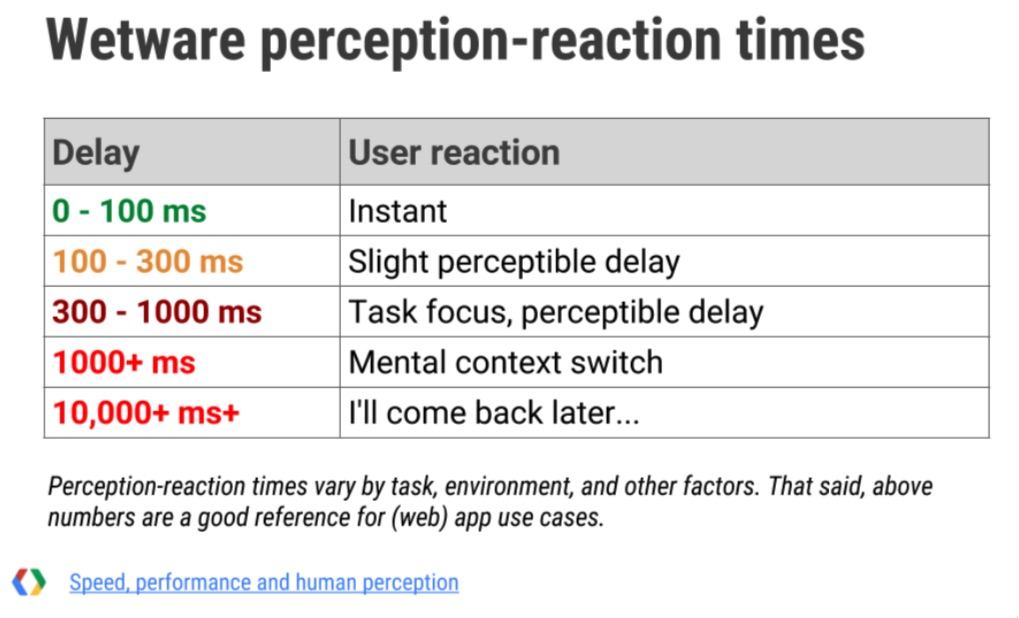 Wetware perception-reaction times
Delay User reaction
0 - 100 ms Instant
100 - 300 ms Slight perceptible delay
300 - 1000 ms Task focus, perceptible delay
1000+ ms Mental context switch
10,000+ ms+ I'll come back later...
Perception-reaction times vary by task, environment, and other factors. That said, above
numbers are a good reference for (web) app use cases.
Speed, performance and human perception